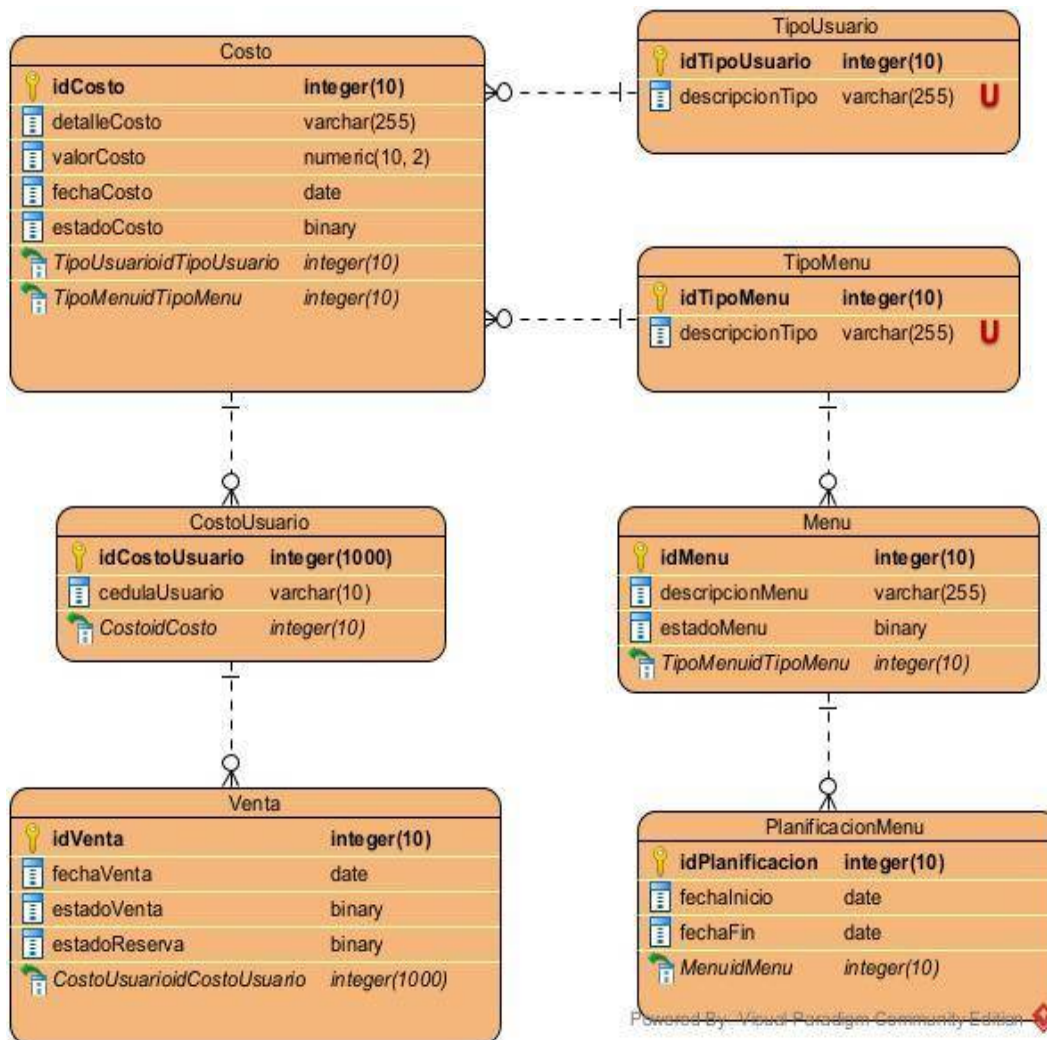 Costo
idCosto integer(10)
detalleCosto varchar(255)
valorCosto numeric(10, 2)
fechaCosto date
estadoCosto binary
TipoUsuarioidTipoUsuario integer(10)
TipoMenuidTipoMenu integer(10)
TipoUsuario
idTipoUsuario integer(10)
descripcionTipo varchar(255) U
TipoMenu
idTipoMenu integer(10)
descripcionTipo varchar(255) U
CostoUsuario
idCostoUsuario integer(1000)
cedulaUsuario varchar(10)
CostoidCosto integer(10)
Menu
idMenu integer(10)
descripcionMenu varchar(255)
estadoMenu binary
TipoMenuidTipoMenu integer(10)
Venta
idVenta integer(10)
fechaVenta date
estadoVenta binary
estadoReserva binary
CostoUsuarioidCostoUsuario integer(1000)
PlanificacionMenu
idPlanificacion integer(10)
fechaInicio date
fechaFin date
MenuidMenu integer(10)
Powered By Visual Paradigm Community Edition